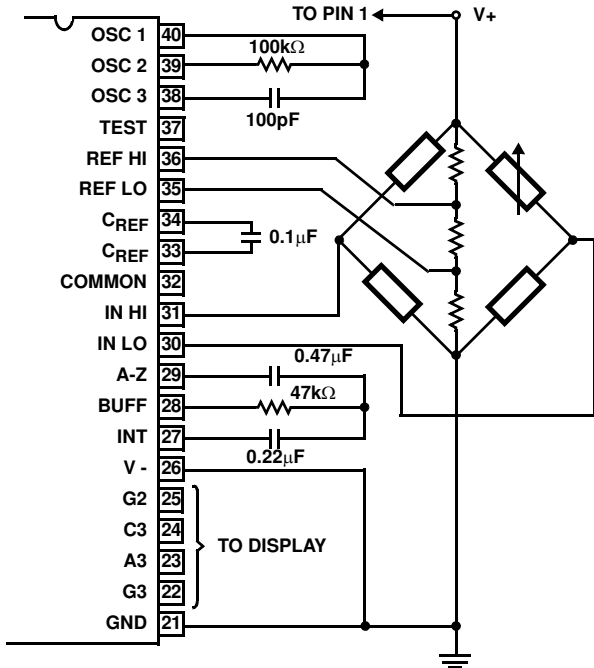 TO PIN 1 V+
OSC 1 40
100kΩ
OSC 2 39
OSC 3 38
100pF
TEST 37
REF HI 36
REF LO 35
CREF 34
0.1µF
CREF 33
COMMON 32
IN HI 31
IN LO 30
0.47µF
A-Z 29
47kΩ
BUFF 28
INT 27
0.22µF
V - 26
G2 25
C3 24
TO DISPLAY
A3 23
G3 22
GND 21